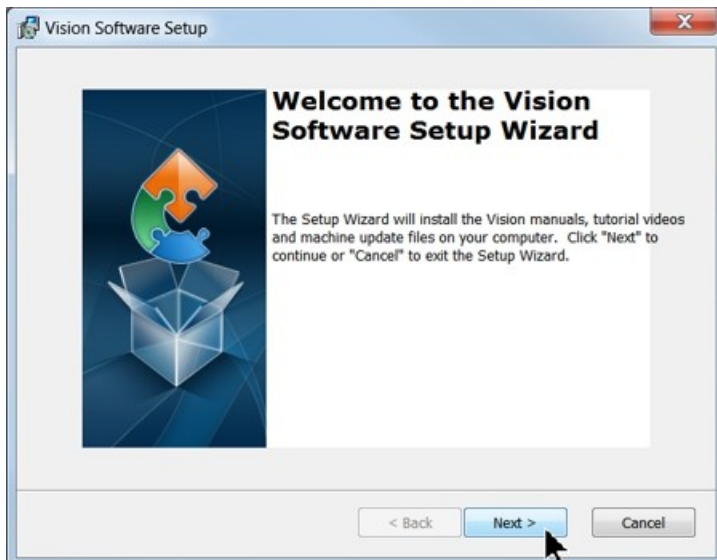 Vision Software Setup
X
Welcome to the Vision
Software Setup Wizard
The Setup Wizard will install the Vision manuals, tutorial videos
and machine update files on your computer.  Click "Next" to
continue or "Cancel" to exit the Setup Wizard.
< Back
Next >
Cancel